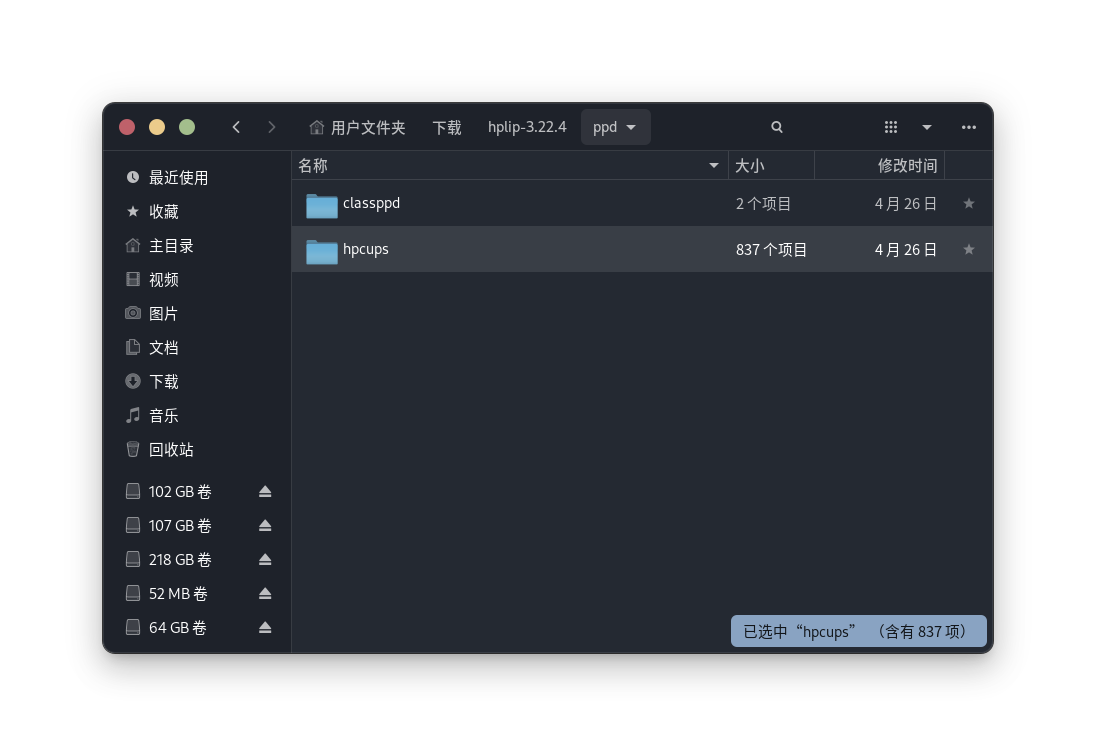 用户文件夹 下载 hplip-3.22.4 ppd
名称 大小 修改时间
最近使用
收藏
主目录
视频
图片
文档
下载
音乐
回收站
102 GB 卷
107 GB 卷
218 GB 卷
52 MB 卷
64 GB 卷
classppd 2 个项目 4 月 26 日
hpcups 837 个项目 4 月 26 日
已选中“hpcups” （含有 837 项）